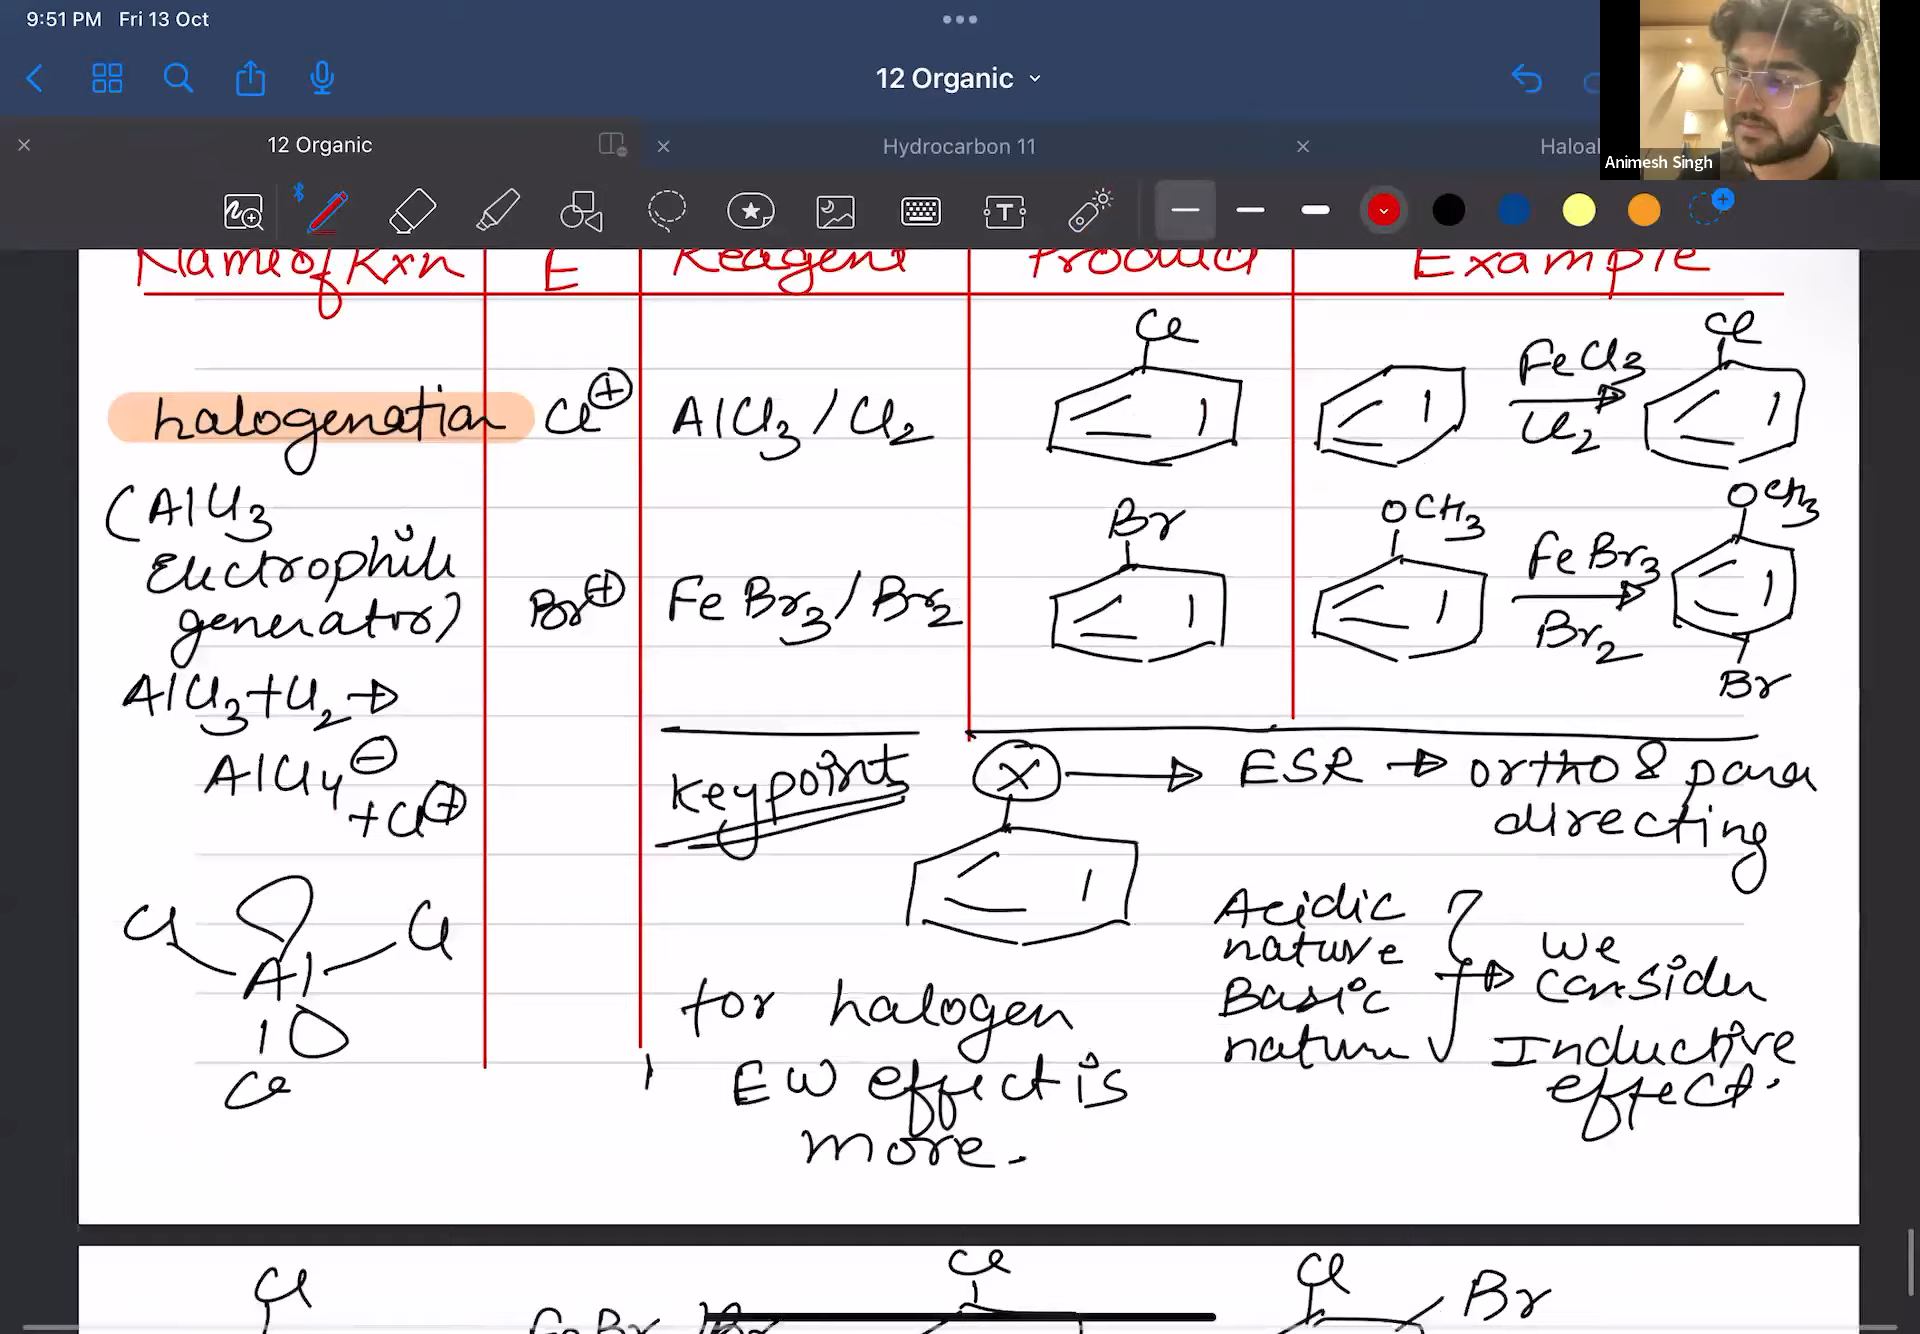 9:51 PM Fri 13 Oct
12 Organic
12 Organic
Hydrocarbon 11
Haloal
Animesh Singh
Name of Rxn E Reagent Product Example
halogenation Cl⊕ AlCl3/Cl2 Cl FeCl3 Cl2 Cl
(AlCl3
Electrophile
generator)
Br⊕ FeBr3/Br2 Br OCH3 FeBr3 Br2 OCH3 Br
AlCl3+Cl2 →
AlCl4⊖
+Cl⊕
Cl Al Cl
Cl
Keypoint X → ESR → ortho & para
directing
for halogen
EW effect is
more.
Acidic
nature
Basic
nature
→ we
consider
Inductive
effect.
Cl FeBr Br Cl Cl Br